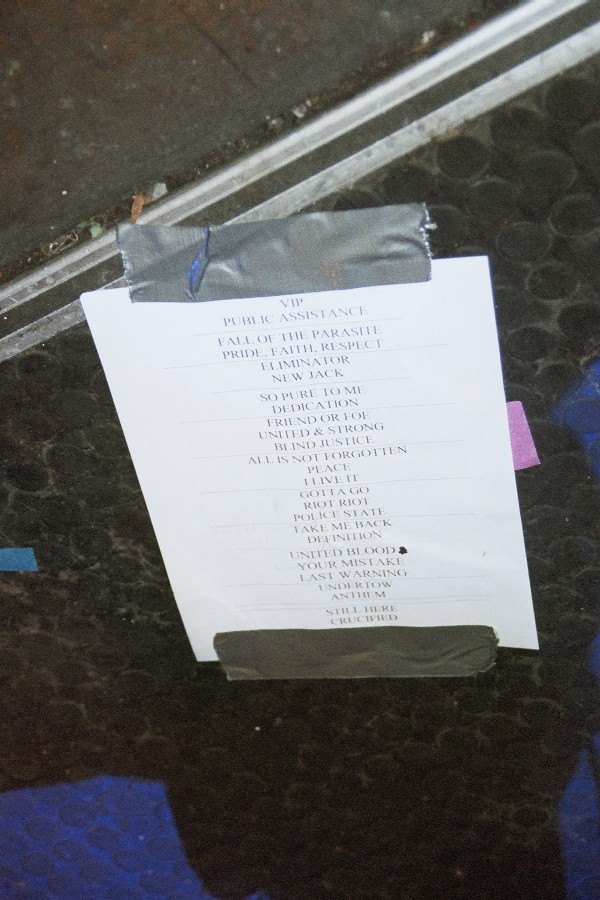 VIP
PUBLIC ASSISTANCE
FALL OF THE PARASITE
PRIDE, FAITH, RESPECT
ELIMINATOR
NEW JACK
SO PURE TO ME
DEDICATION
FRIEND OR FOE
UNITED & STRONG
BLIND JUSTICE
ALL IS NOT FORGOTTEN
PEACE
I LIVE IT
GOTTA GO
RIOT RIOT
POLICE STATE
TAKE ME BACK
DEFINITION
UNITED BLOOD
YOUR MISTAKE
LAST WARNING
UNDERTOW
ANTHEM
STILL HERE
CRUCIFIED